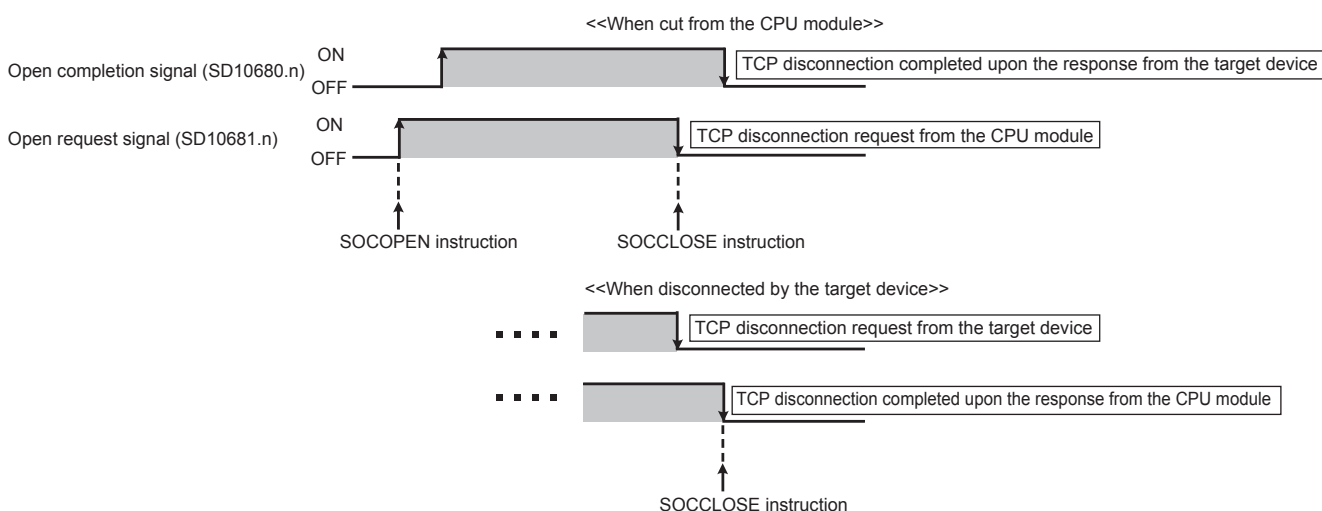 <<When cut from the CPU module>>
Open completion signal (SD10680.n)
ON
OFF
TCP disconnection completed upon the response from the target device
Open request signal (SD10681.n)
ON
OFF
TCP disconnection request from the CPU module
SOCOPEN instruction
SOCCLOSE instruction
<<When disconnected by the target device>>
TCP disconnection request from the target device
TCP disconnection completed upon the response from the CPU module
SOCCLOSE instruction